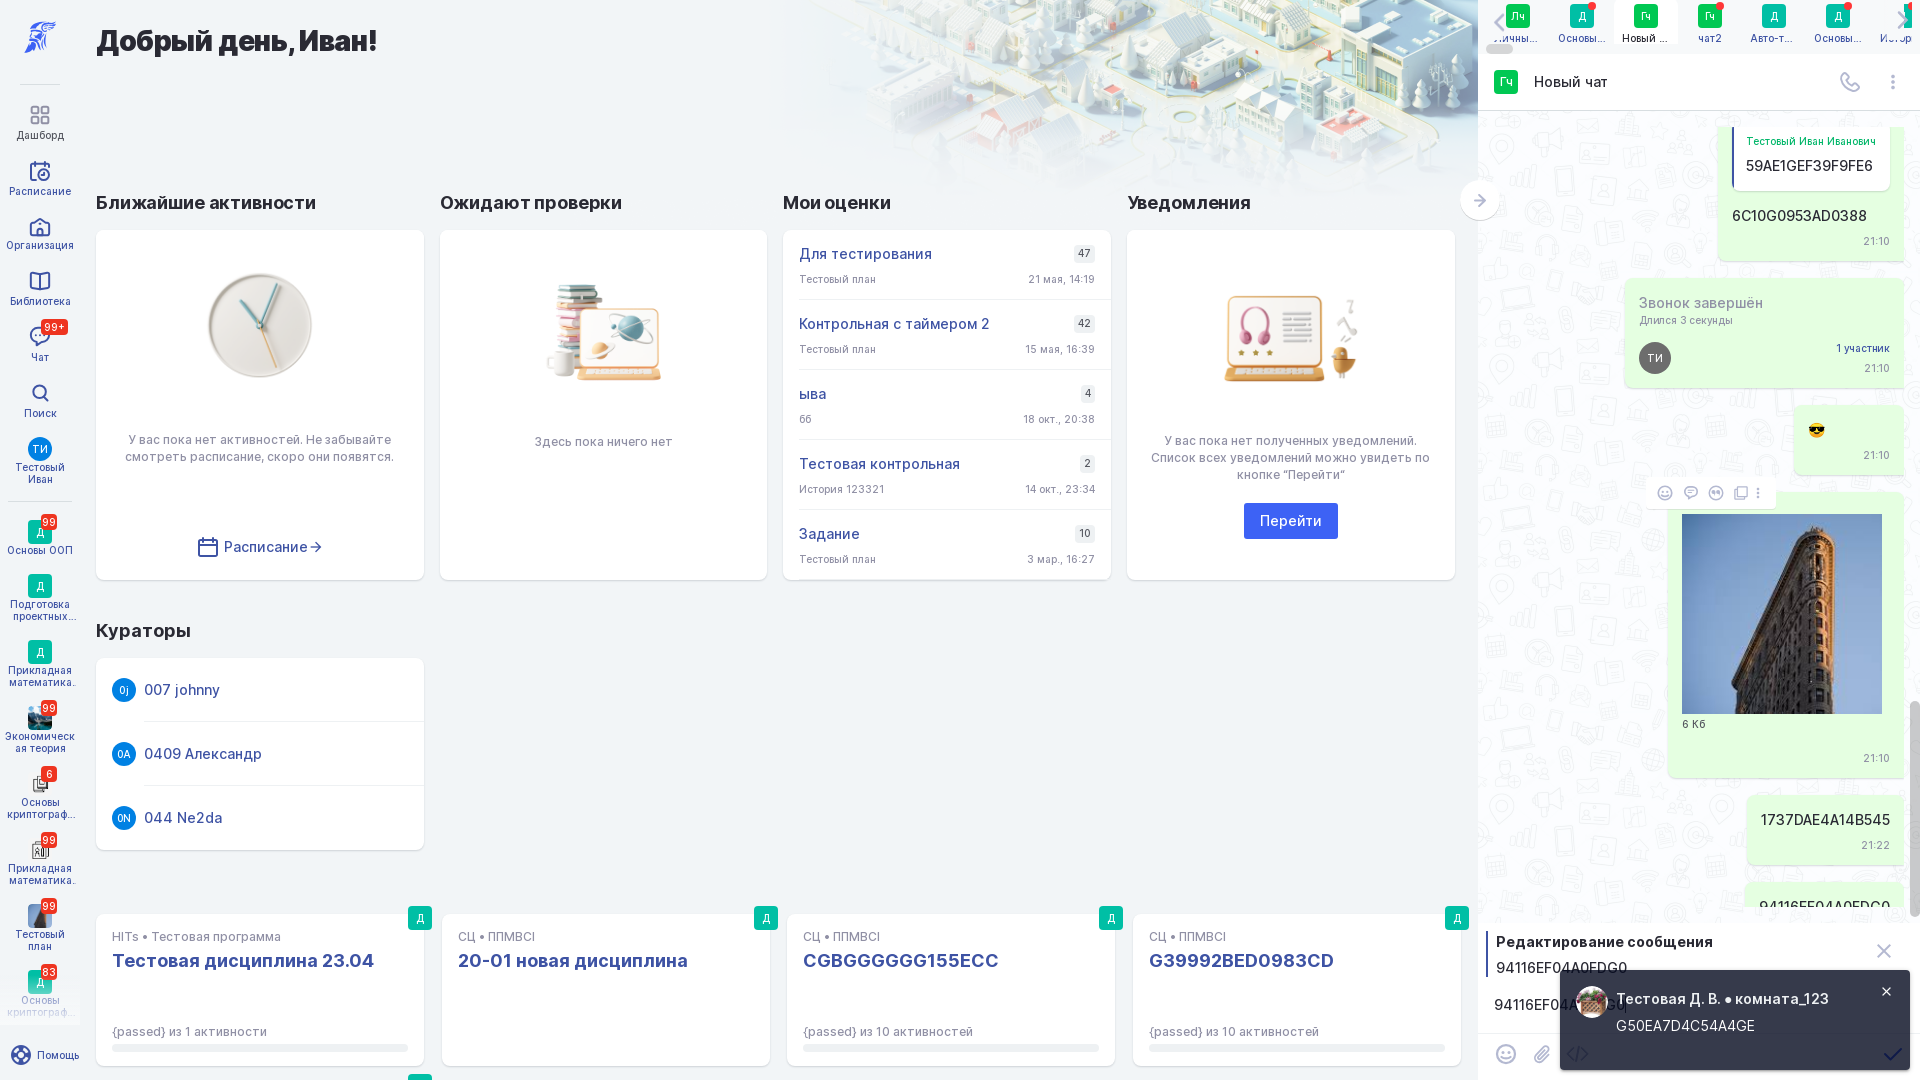 Добрый день, Иван!
Дашборд
Расписание
Организация
Библиотека
99+
Чат
Поиск
ТИ
Тестовый
Иван
99
Д
Основы ООП
Д
Подготовка
проектных...
Д
Прикладная
математика..
99
Экономическ
ая теория
6
Основы
криптограф...
99
Прикладная
математика..
99
Тестовый
план
83
Д
Основы
криптограф...
Помощь
Ближайшие активности
У вас пока нет активностей. Не забывайте
смотреть расписание, скоро они появятся.
Расписание
Ожидают проверки
Здесь пока ничего нет
Мои оценки
Для тестирования 47
Тестовый план 21 мая, 14:19
Контрольная с таймером 2 42
Тестовый план 15 мая, 16:39
ыва 4
бб 18 окт., 20:38
Тестовая контрольная 2
История 123321 14 окт., 23:34
Задание 10
Тестовый план 3 мар., 16:27
Уведомления
У вас пока нет полученных уведомлений.
Список всех уведомлений можно увидеть по
кнопке “Перейти“
Перейти
Кураторы
0j 007 johnny
0А 0409 Александр
0N 044 Ne2da
Д
HITs • Тестовая программа
Тестовая дисциплина 23.04
{passed} из 1 активности
Д
СЦ • ППМВСI
20-01 новая дисциплина
Д
СЦ • ППМВСI
CGBGGGGGG155ECC
{passed} из 10 активностей
Д
СЦ • ППМВСI
G39992BED0983CD
{passed} из 10 активностей
Лч Д Гч Гч Д Д
Личны... Основы... Новый ... чат2 Авто-т... Основы...
Гч Новый чат
Тестовый Иван Иванович
59AE1GEF39F9FE6
6C10G0953AD0388
21:10
Звонок завершён
Длился 3 секунды
ТИ
1 участник
21:10
😎
21:10
6 Кб
21:10
1737DAE4A14B545
21:22
94116EF04A0FDG0
Редактирование сообщения
94116EF04A0FDG0
94116EF04
Тестовая Д. В. ● комната_123
G50EA7D4C54A4GE